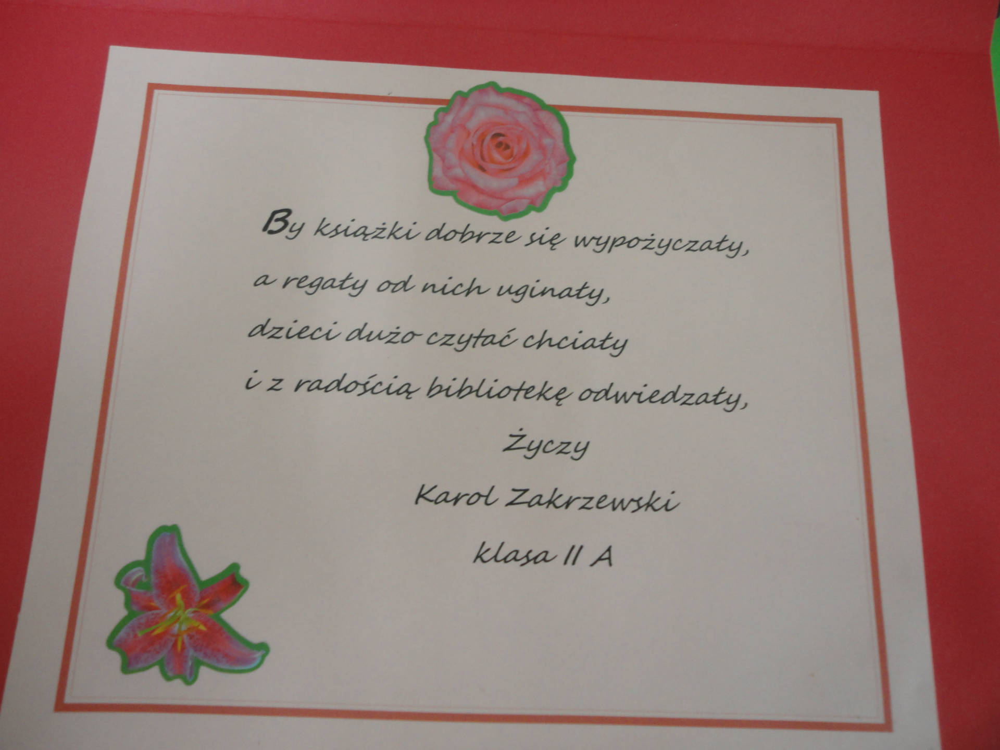 By książki dobrze się wypożyczały,
a regały od nich uginały,
dzieci dużo czytać chciały
i z radością bibliotekę odwiedzały,
Życzy
Karol Zakrzewski
klasa II A